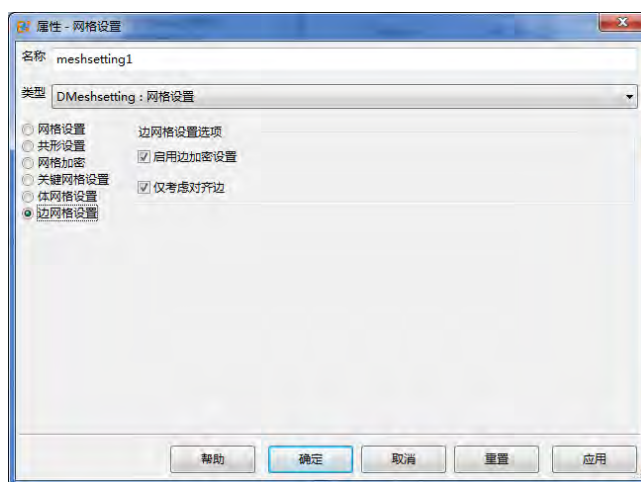 属性 - 网格设置
名称 meshsetting1
类型 DMeshsetting : 网格设置
网格设置
共形设置
网格加密
关键网格设置
体网格设置
边网格设置
边网格设置选项
启用边加密设置
仅考虑对齐边
帮助 确定 取消 重置 应用